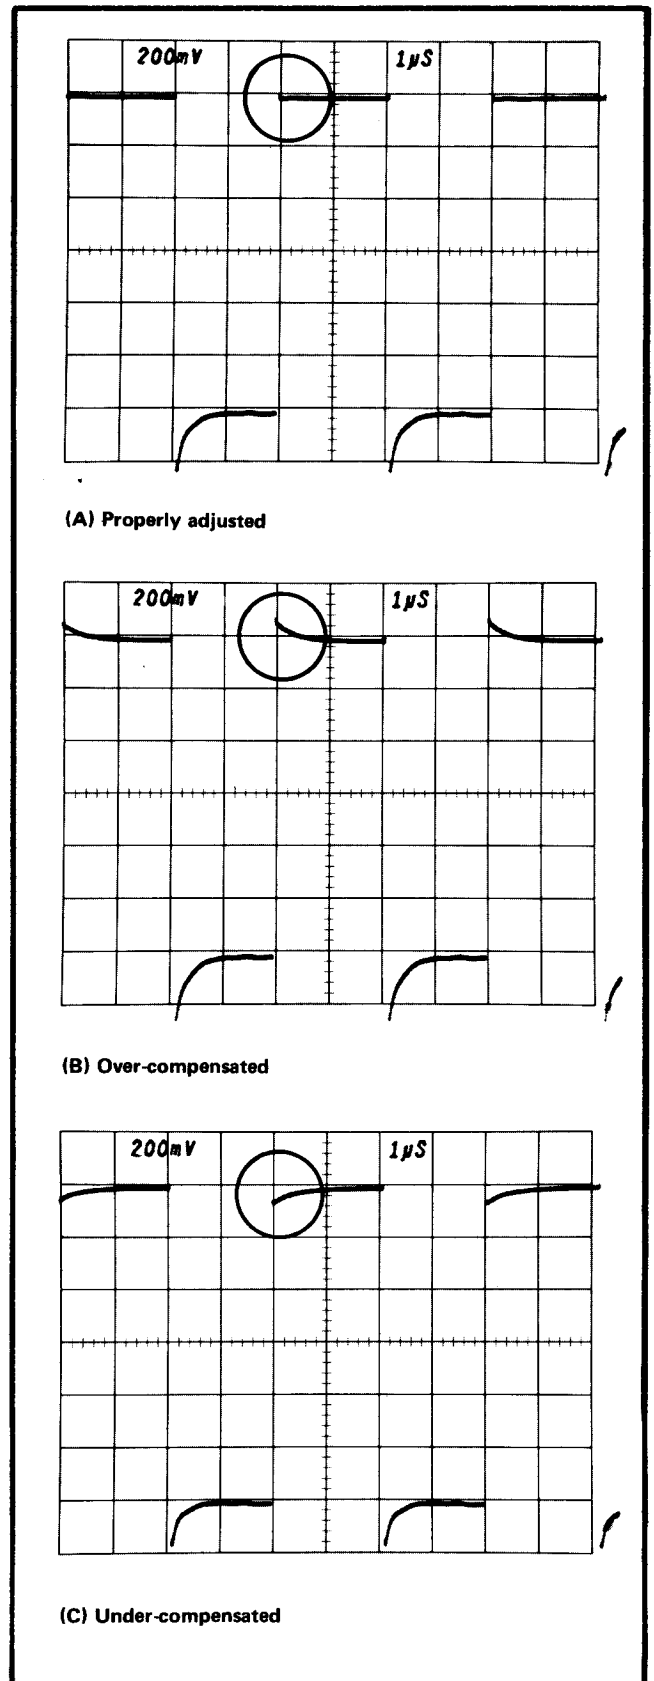 200mV 1µS
(A) Properly adjusted
200mV 1µS
(B) Over-compensated
200mV 1µS
(C) Under-compensated